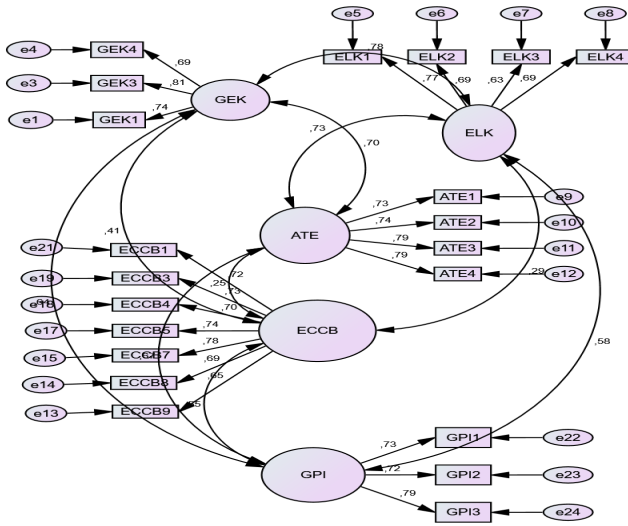 e5 e6 e7 e8
e4 GEK4 ELK1 ELK2 ELK3 ELK4
,78
,69 ,77 ,69 ,63 ,69
e3 GEK3 ,81
GEK
e1 GEK1 ,74
,73 ,70 ELK
ATE1 e9
,73
ATE2 e10
,74
ATE
,41 ATE3 e11
,79
e21 ECCB1
,79 ATE4 e12
,72 ,29
e19 ECCB3 ,25 ,73
e18 ECCB4 ,70
e17 ECCB5 ,74 ECCB
,58
e15 ECCB7 ,78
e14 ECCB8 ,69
,65
e13 ECCB9
GPI1 e22
,73
GPI ,72 GPI2 e23
,79
GPI3 e24